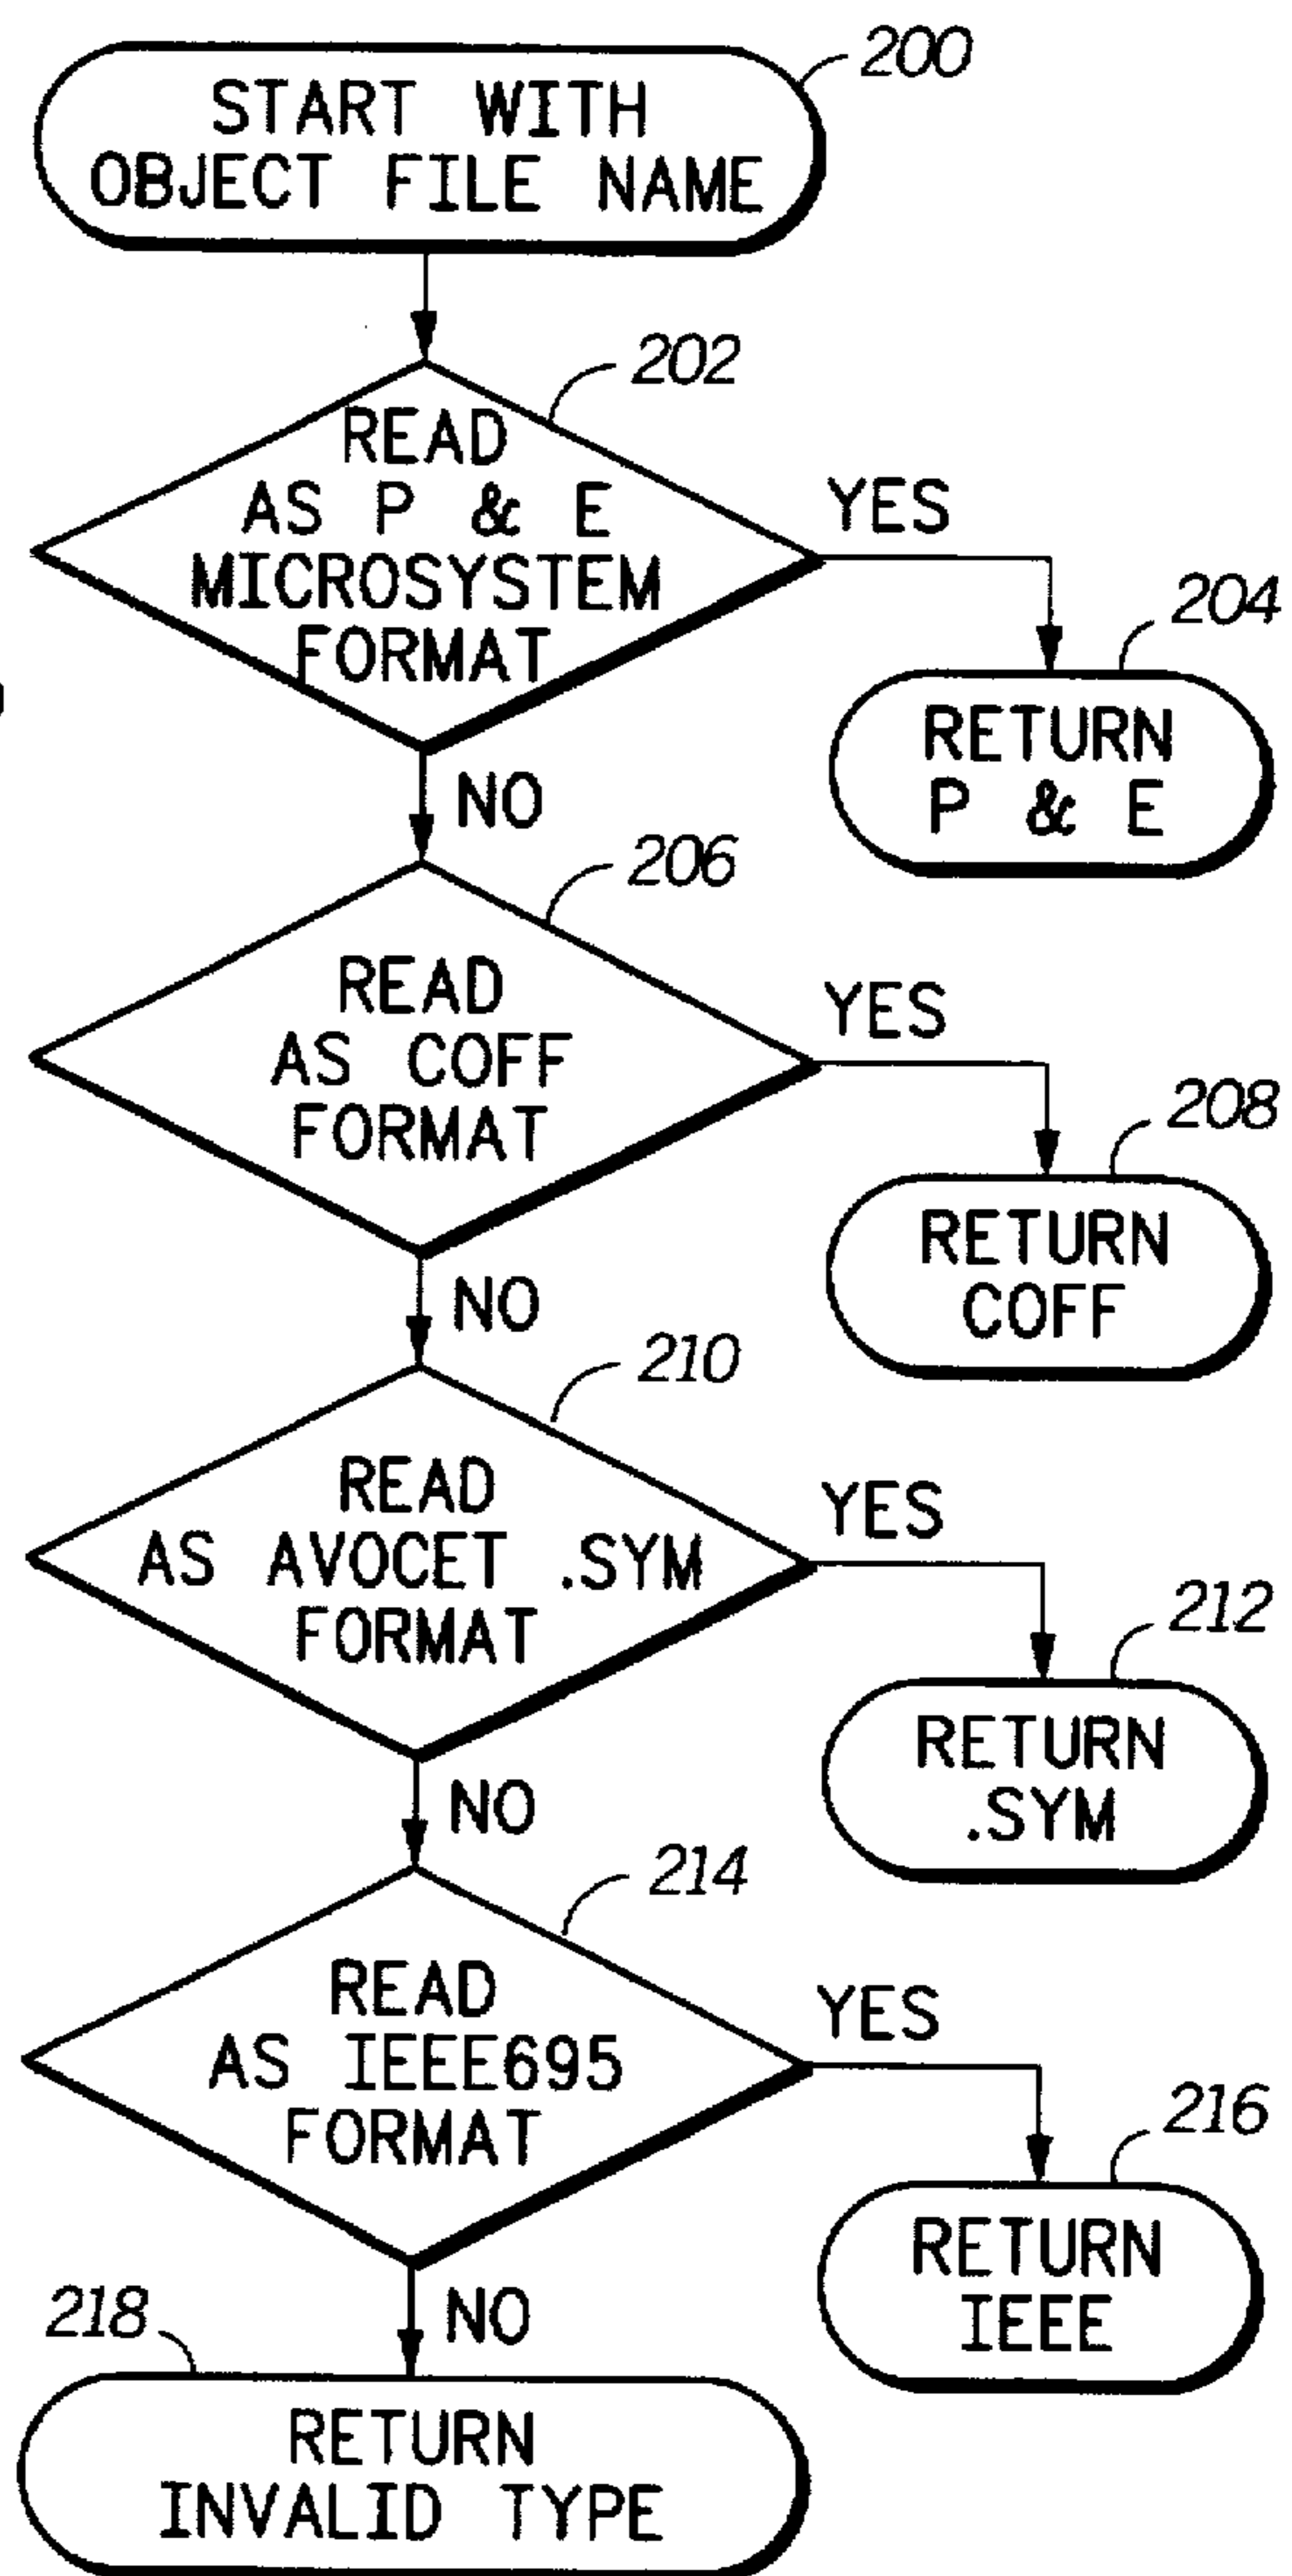 200
START WITH
OBJECT FILE NAME
202
READ
AS P & E
MICROSYSTEM
FORMAT
YES
204
RETURN
P & E
NO
206
READ
AS COFF
FORMAT
YES
208
RETURN
COFF
NO
210
READ
AS AVOCET .SYM
FORMAT
YES
212
RETURN
.SYM
NO
214
READ
AS IEEE695
FORMAT
YES
216
RETURN
IEEE
NO
218
RETURN
INVALID TYPE